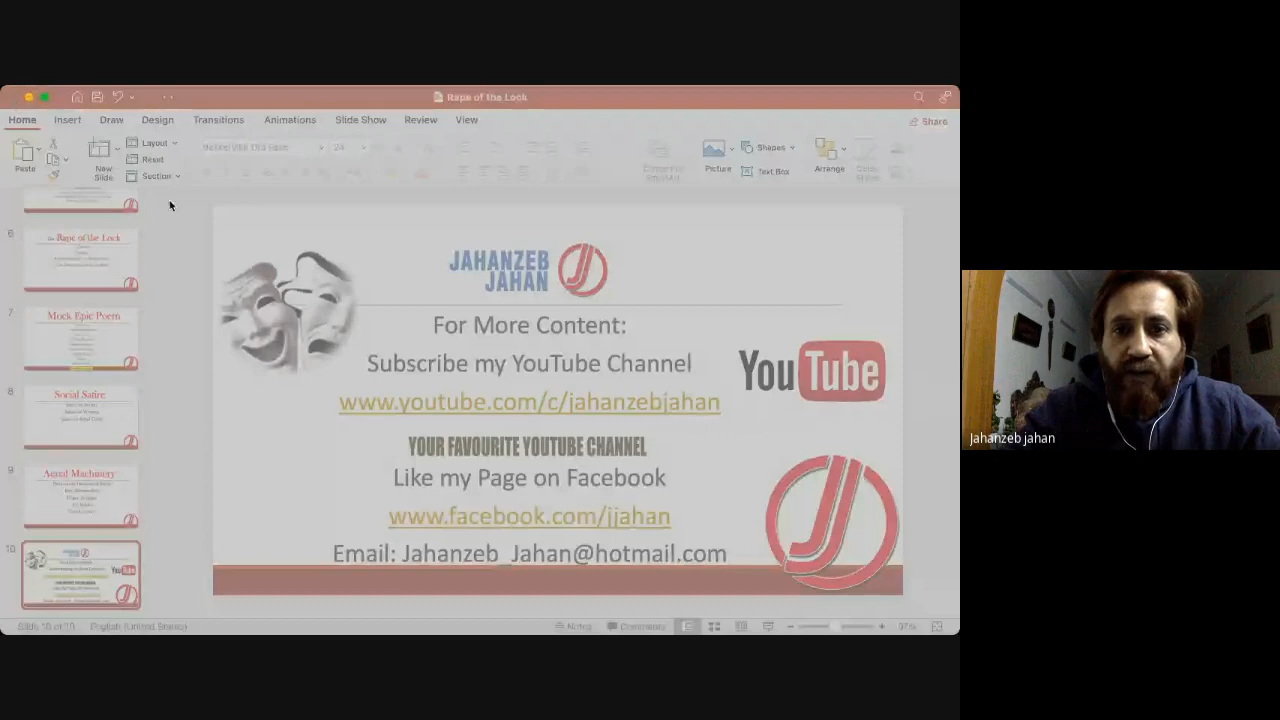 Rape of the Lock
Home Insert Draw Design Transitions Animations Slide Show Review View
Share
Paste
New
Slide
Layout
Reset
Section
24
Picture
Shapes
Text Box
Arrange
6
Rape of the Lock
7
Mock Epic Poem
8
Social Satire
9
Aerial Machinery
10
JAHANZEB
JAHAN
For More Content:
Subscribe my YouTube Channel
You Tube
www.youtube.com/c/jahanzebjahan
YOUR FAVOURITE YOUTUBE CHANNEL
Like my Page on Facebook
www.facebook.com/jjahan
Email: Jahanzeb_Jahan@hotmail.com
Slide 10 of 10 English (United States)
Notes Comments
Jahanzeb jahan